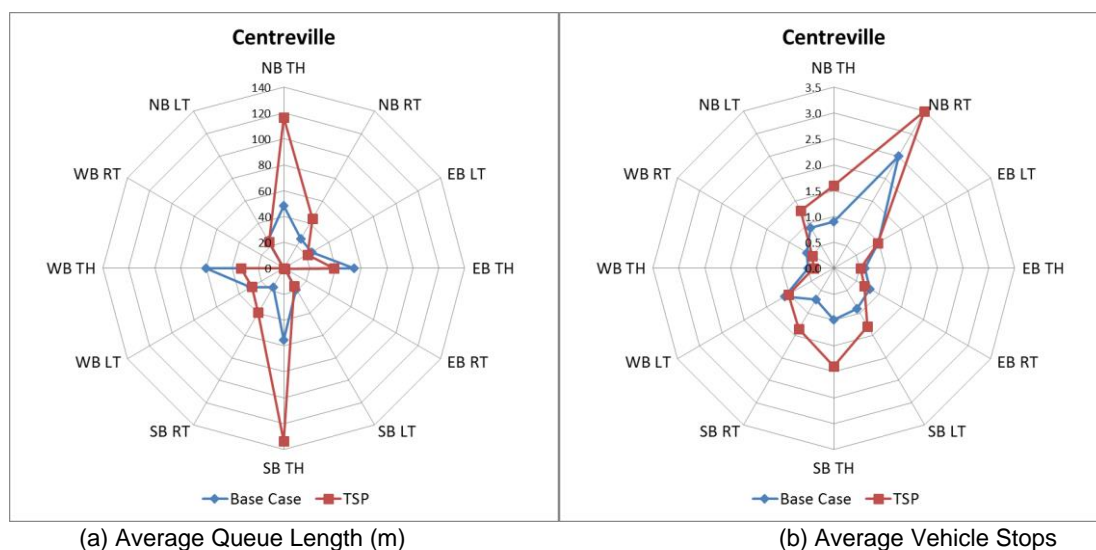 Centreville
NB TH
NB RT
EB LT
EB TH
EB RT
SB LT
SB TH
SB RT
WB LT
WB TH
WB RT
NB LT
140
120
100
80
60
40
20
0
Base Case TSP
(a) Average Queue Length (m)
Centreville
NB TH
NB RT
EB LT
EB TH
EB RT
SB LT
SB TH
SB RT
WB LT
WB TH
WB RT
NB LT
3.5
3.0
2.5
2.0
1.5
1.0
0.5
0.0
Base Case TSP
(b) Average Vehicle Stops